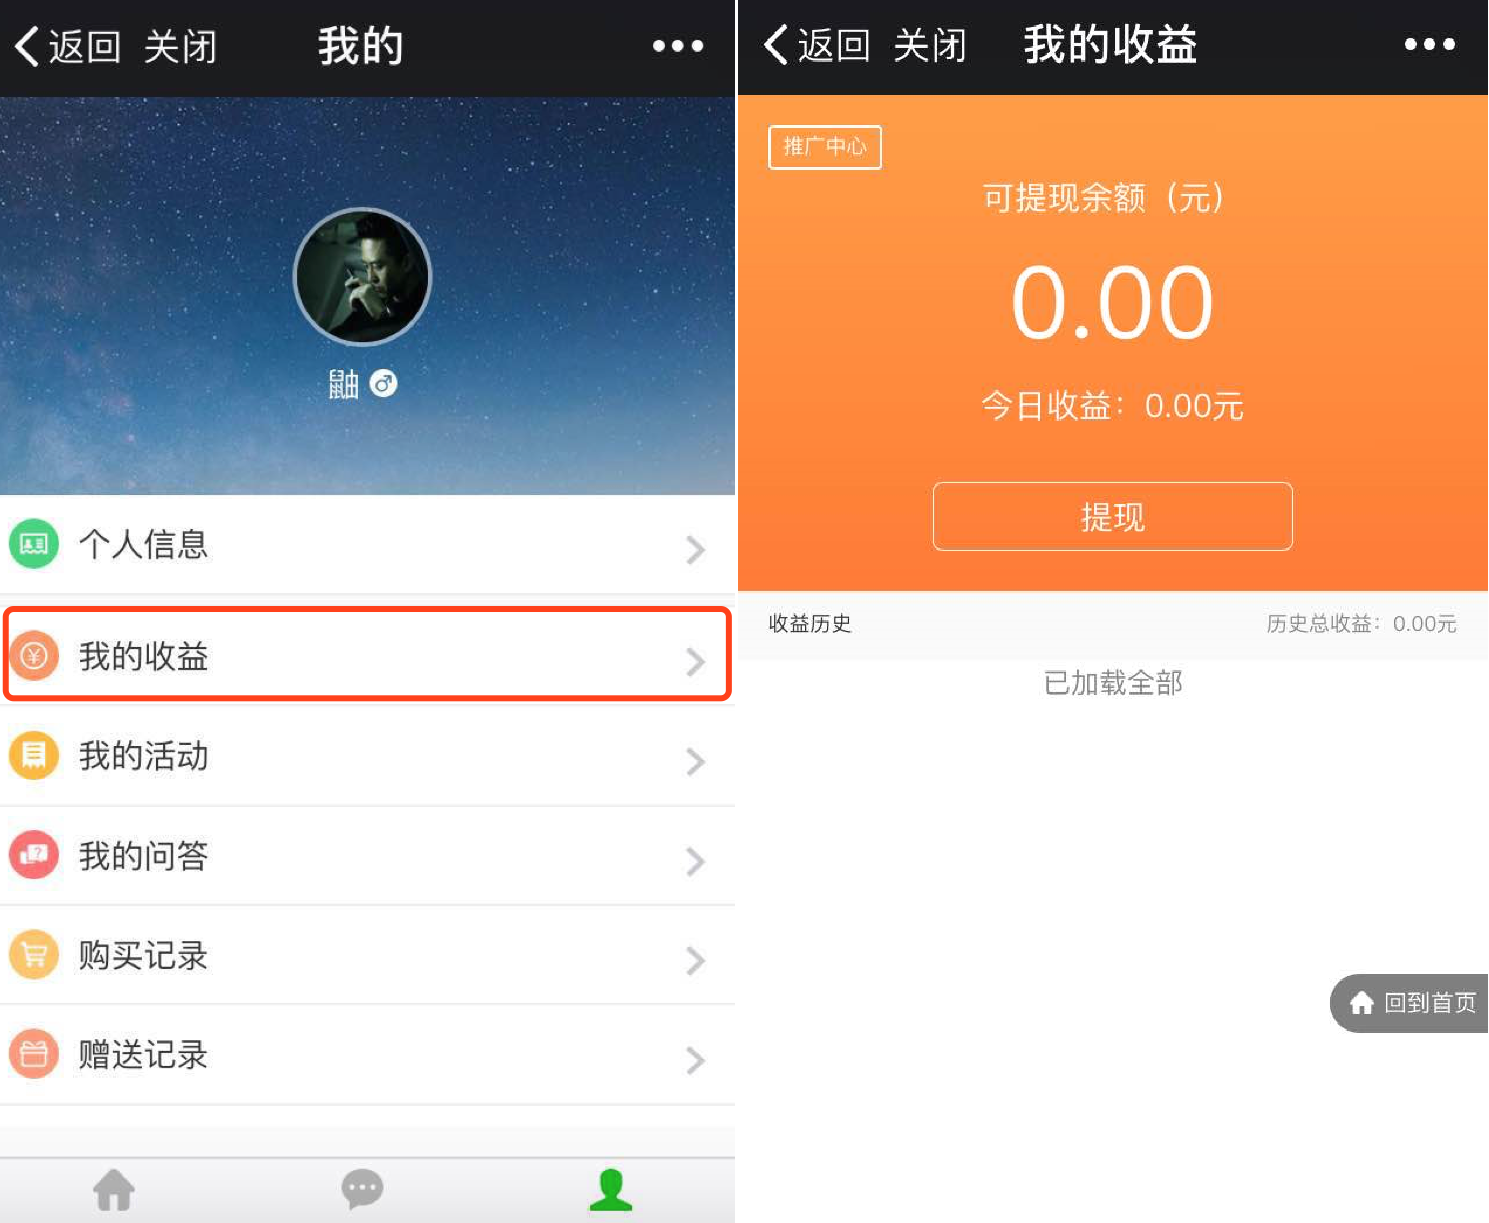 返回 关闭 我的
鼬
个人信息
我的收益
我的活动
我的问答
购买记录
赠送记录
返回 关闭 我的收益
推广中心
可提现余额（元）
0.00
今日收益：0.00元
提现
收益历史 历史总收益：0.00元
已加载全部
回到首页